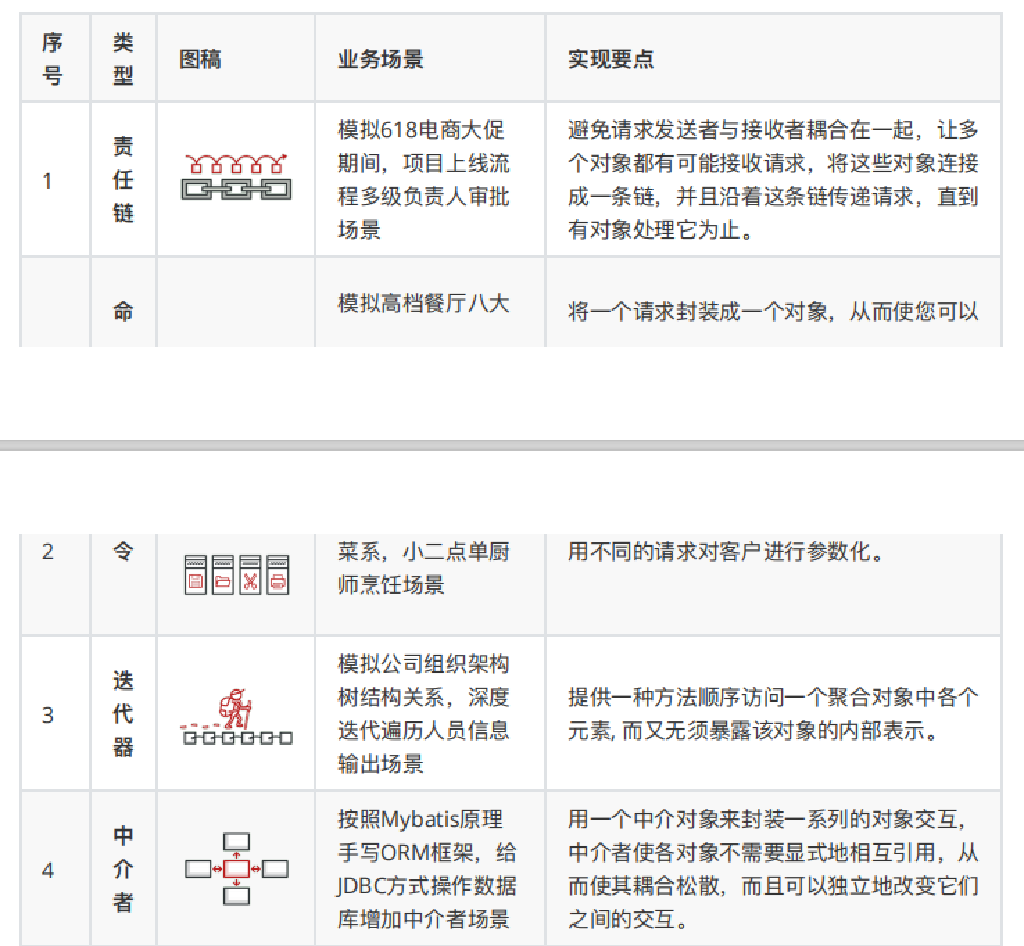 序号 类型 图稿 业务场景 实现要点
1 责任链 模拟618电商大促
期间，项目上线流
程多级负责人审批
场景
避免请求发送者与接收者耦合在一起，让多
个对象都有可能接收请求，将这些对象连接
成一条链，并且沿着这条链传递请求，直到
有对象处理它为止。
命 模拟高档餐厅八大 将一个请求封装成一个对象，从而使您可以
2 令 菜系，小二点单厨
师烹饪场景
用不同的请求对客户进行参数化。
3 迭代器 模拟公司组织架构
树结构关系，深度
迭代遍历人员信息
输出场景
提供一种方法顺序访问一个聚合对象中各个
元素, 而又无须暴露该对象的内部表示。
4 中介者 按照Mybatis原理
手写ORM框架，给
JDBC方式操作数据
库增加中介者场景
用一个中介对象来封装一系列的对象交互，
中介者使各对象不需要显式地相互引用，从
而使其耦合松散，而且可以独立地改变它们
之间的交互。